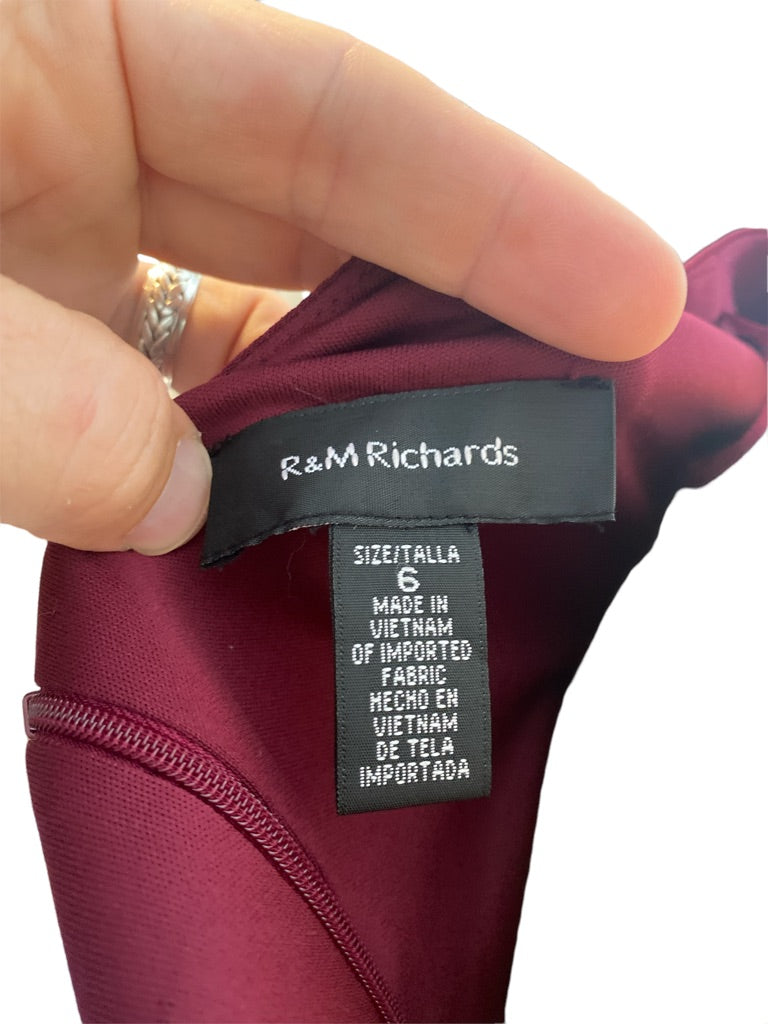 R&M Richards
SIZE/TALLA
6
MADE IN
VIETNAM
OF IMPORTED
FABRIC
HECHO EN
VIETNAM
DE TELA
IMPORTADA